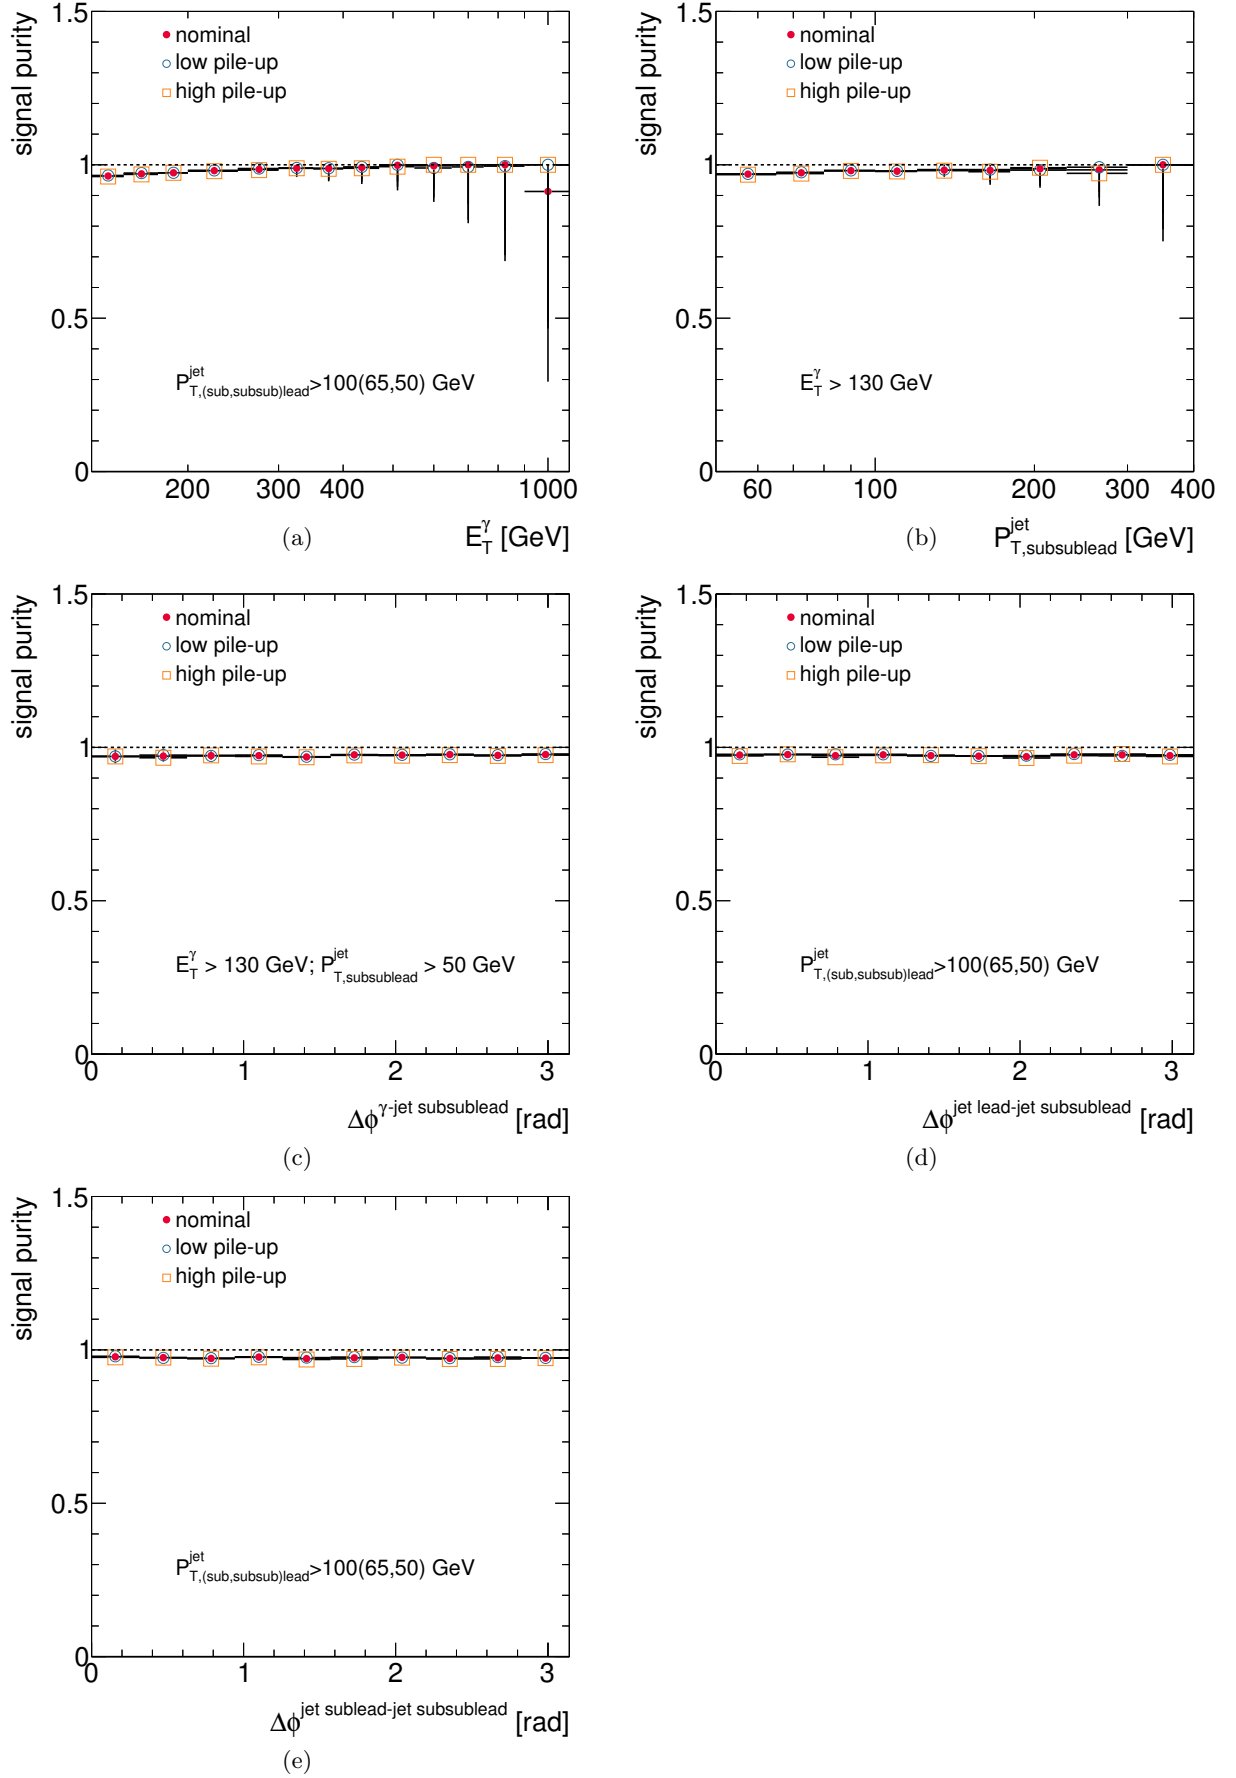 signal purity
1.5
1
0.5
0
nominal
low pile-up
high pile-up
P^jet_T,(sub,subsub)lead>100(65,50) GeV
200 300 400 1000
E^γ_T [GeV]
(a)
signal purity
1.5
1
0.5
0
nominal
low pile-up
high pile-up
E^γ_T > 130 GeV
60 100 200 300 400
P^jet_T,subsublead [GeV]
(b)
signal purity
1.5
1
0.5
0
nominal
low pile-up
high pile-up
E^γ_T > 130 GeV; P^jet_T,subsublead > 50 GeV
0 1 2 3
Δϕ^γ-jet subsublead [rad]
(c)
signal purity
1.5
1
0.5
0
nominal
low pile-up
high pile-up
P^jet_T,(sub,subsub)lead>100(65,50) GeV
0 1 2 3
Δϕ^jet lead-jet subsublead [rad]
(d)
signal purity
1.5
1
0.5
0
nominal
low pile-up
high pile-up
P^jet_T,(sub,subsub)lead>100(65,50) GeV
0 1 2 3
Δϕ^jet sublead-jet subsublead [rad]
(e)